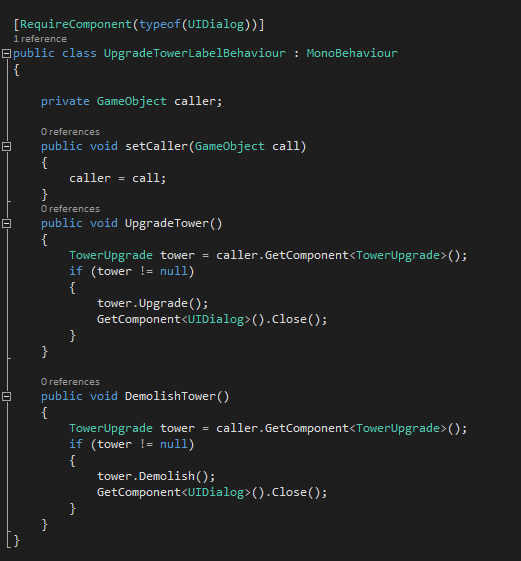 [RequireComponent(typeof(UIDialog))]
1 reference
public class UpgradeTowerLabelBehaviour : MonoBehaviour
{
private GameObject caller;
0 references
public void setCaller(GameObject call)
{
caller = call;
}
0 references
public void UpgradeTower()
{
TowerUpgrade tower = caller.GetComponent<TowerUpgrade>();
if (tower != null)
{
tower.Upgrade();
GetComponent<UIDialog>().Close();
}
}
0 references
public void DemolishTower()
{
TowerUpgrade tower = caller.GetComponent<TowerUpgrade>();
if (tower != null)
{
tower.Demolish();
GetComponent<UIDialog>().Close();
}
}
}